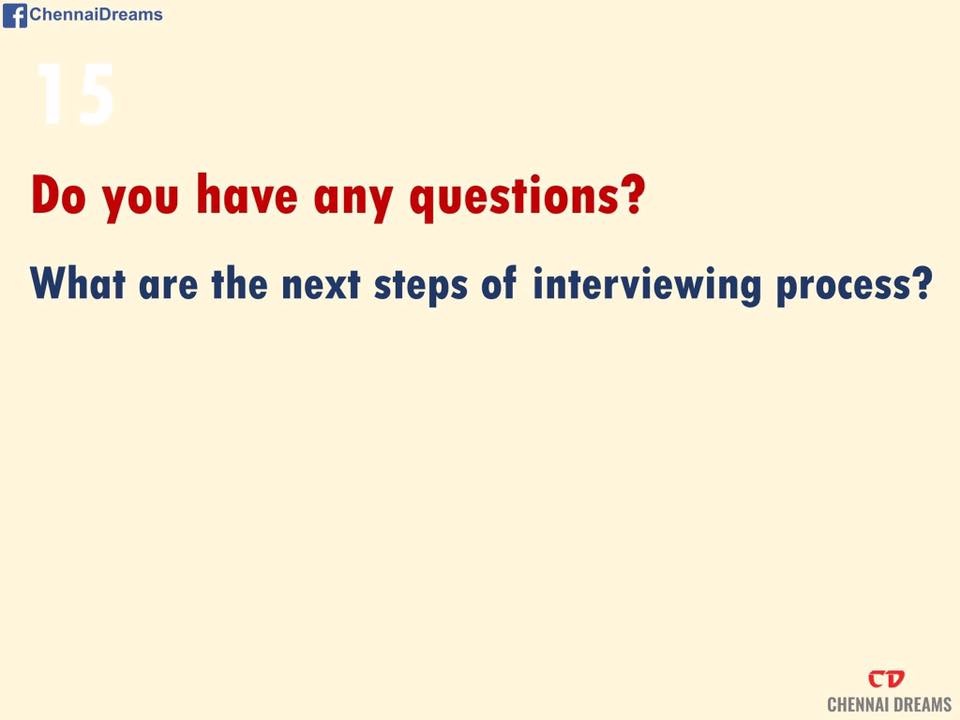 ChennaiDreams
15
Do you have any questions?
What are the next steps of interviewing process?
CD
CHENNAI DREAMS